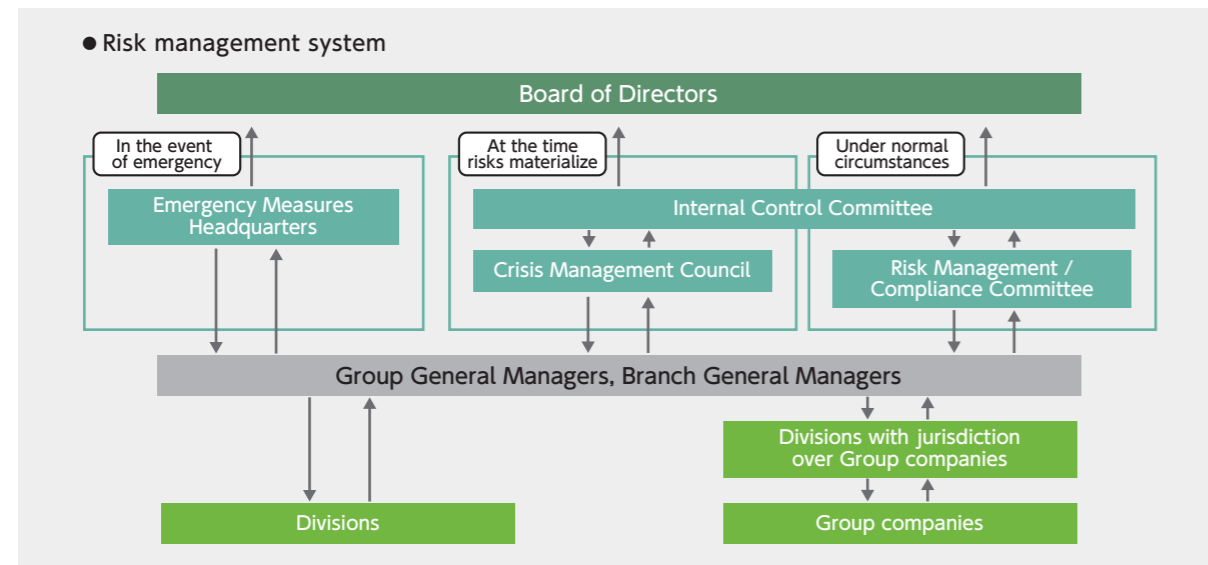 ● Risk management system
Board of Directors
In the event
of emergency
At the time
risks materialize
Under normal
circumstances
Emergency Measures
Headquarters
Internal Control Committee
Crisis Management Council
Risk Management /
Compliance Committee
Group General Managers, Branch General Managers
Divisions with jurisdiction
over Group companies
Divisions
Group companies